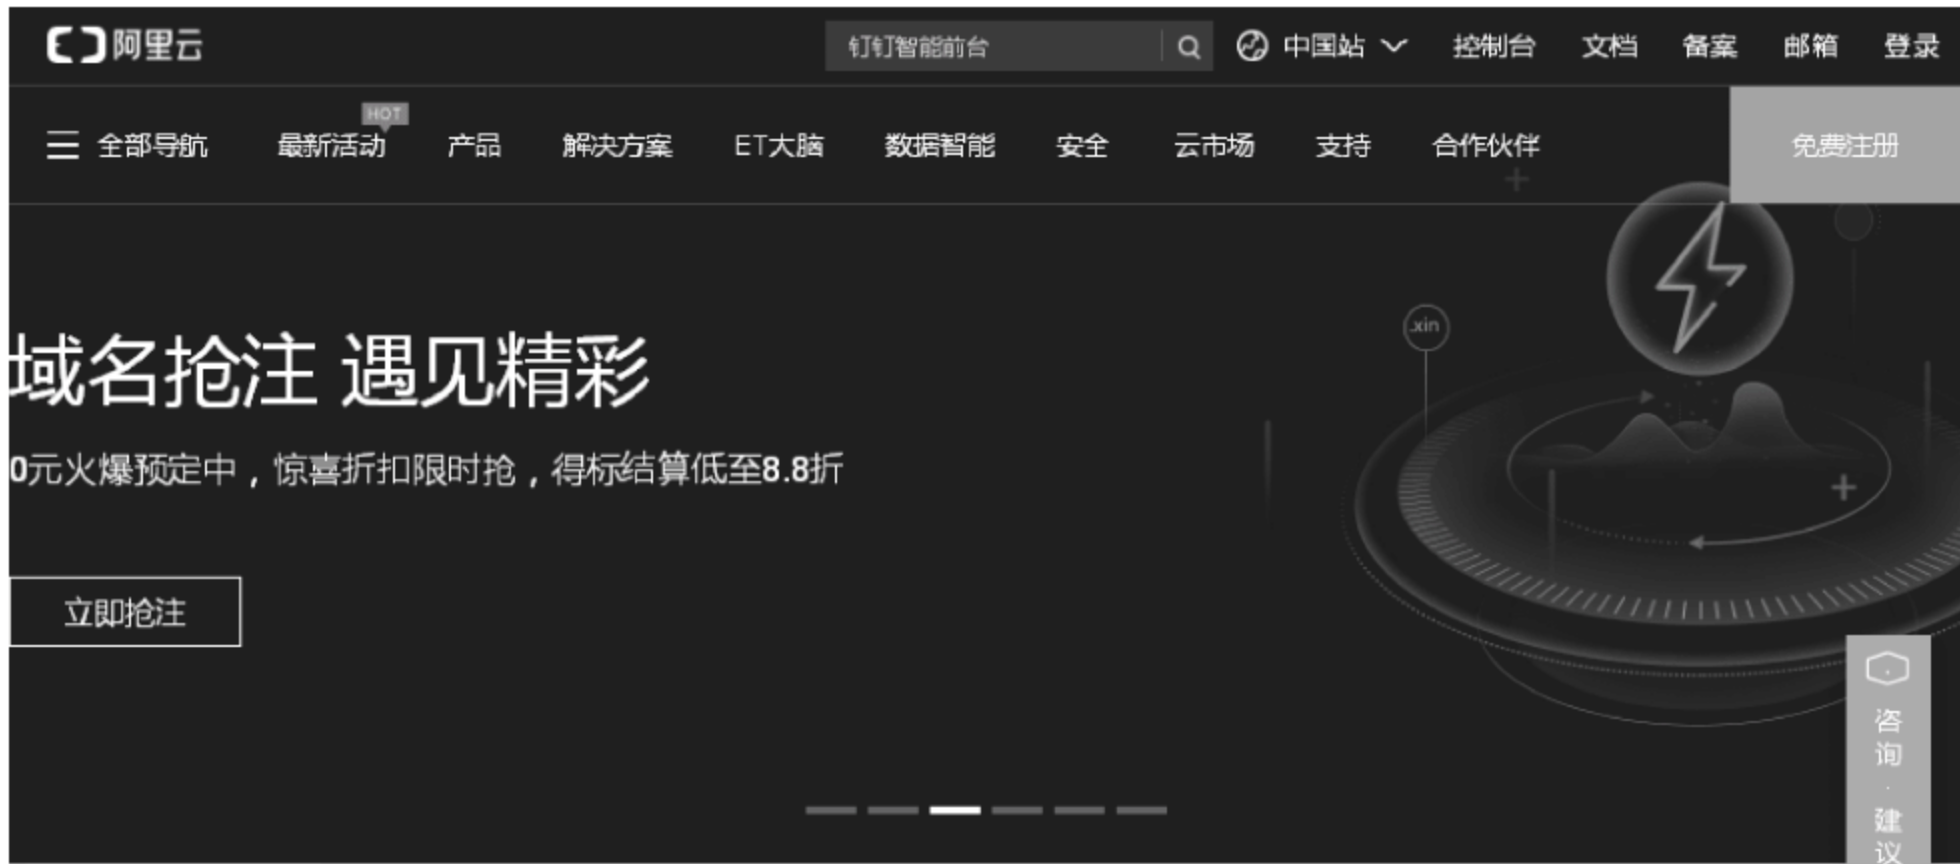 阿里云
钉钉智能前台
中国站 控制台 文档 备案 邮箱 登录
HOT
全部导航 最新活动 产品 解决方案 ET大脑 数据智能 安全 云市场 支持 合作伙伴 免费注册
.xin
域名抢注 遇见精彩
0元火爆预定中，惊喜折扣限时抢，得标结算低至8.8折
立即抢注
咨询·建议